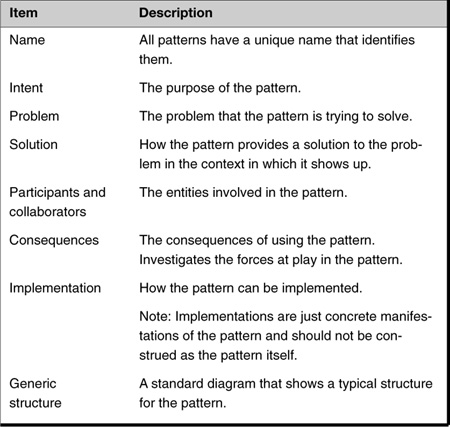 Item Description
Name All patterns have a unique name that identifies
them.
Intent The purpose of the pattern.
Problem The problem that the pattern is trying to solve.
Solution How the pattern provides a solution to the prob-
lem in the context in which it shows up.
Participants and The entities involved in the pattern.
collaborators
Consequences The consequences of using the pattern.
Investigates the forces at play in the pattern.
Implementation How the pattern can be implemented.
Note: Implementations are just concrete manifes-
tations of the pattern and should not be con-
strued as the pattern itself.
Generic A standard diagram that shows a typical structure
structure for the pattern.